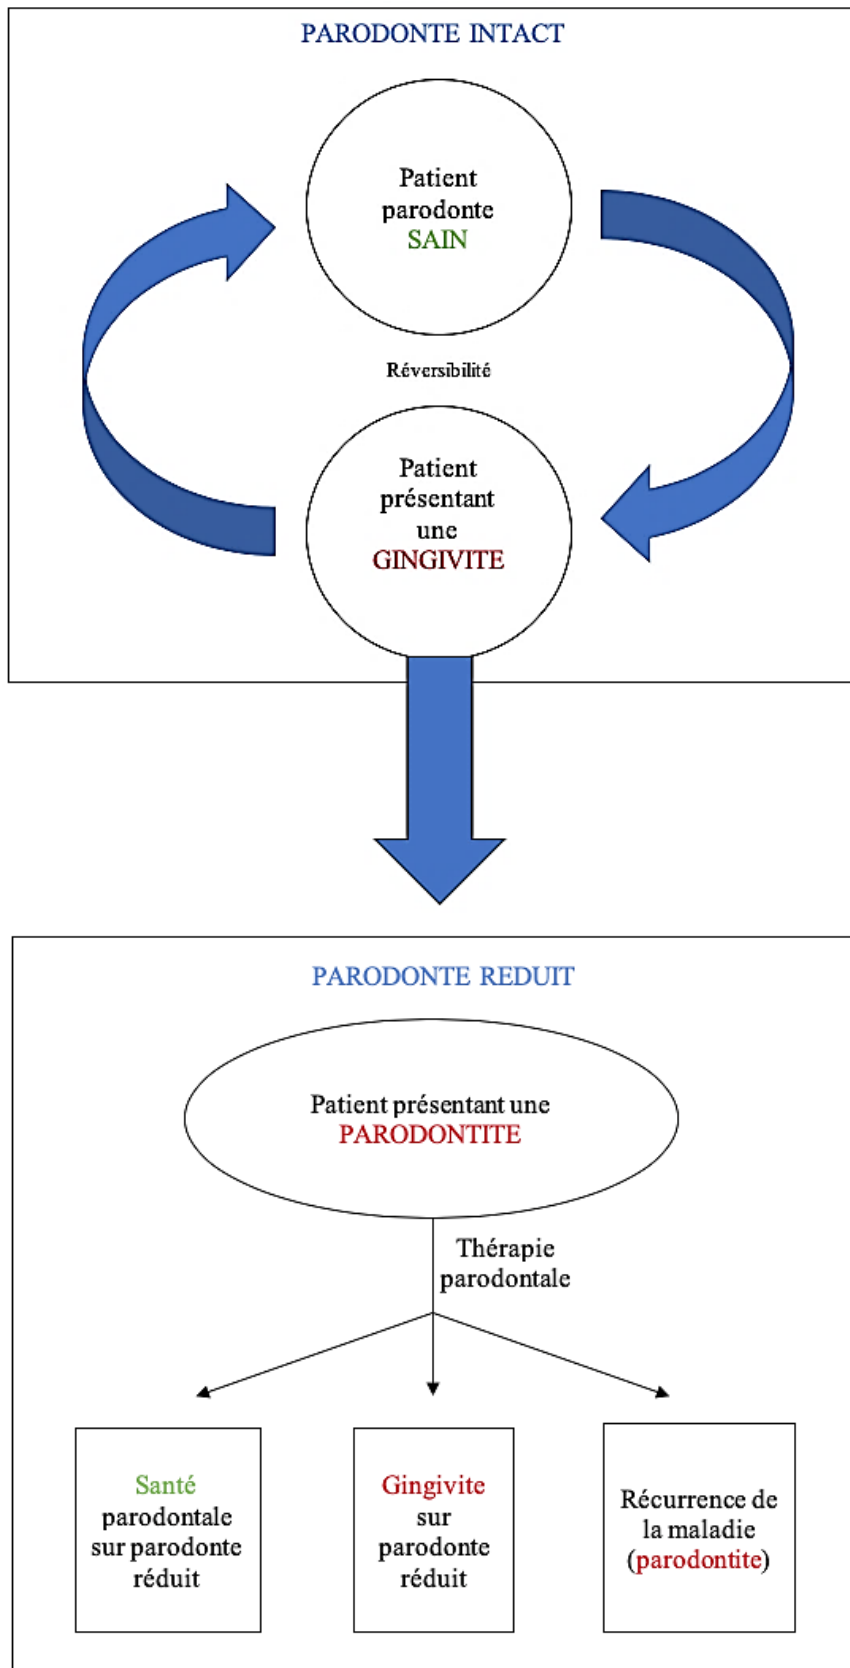 PARODONTE INTACT
Patient
parodonte
SAIN
Réversibilité
Patient
présentant
une
GINGIVITE
PARODONTE REDUIT
Patient présentant une
PARODONTITE
Thérapie
parodontale
Santé
parodontale
sur parodonte
réduit
Gingivite
sur
parodonte
réduit
Récurrence de
la maladie
(parodontite)